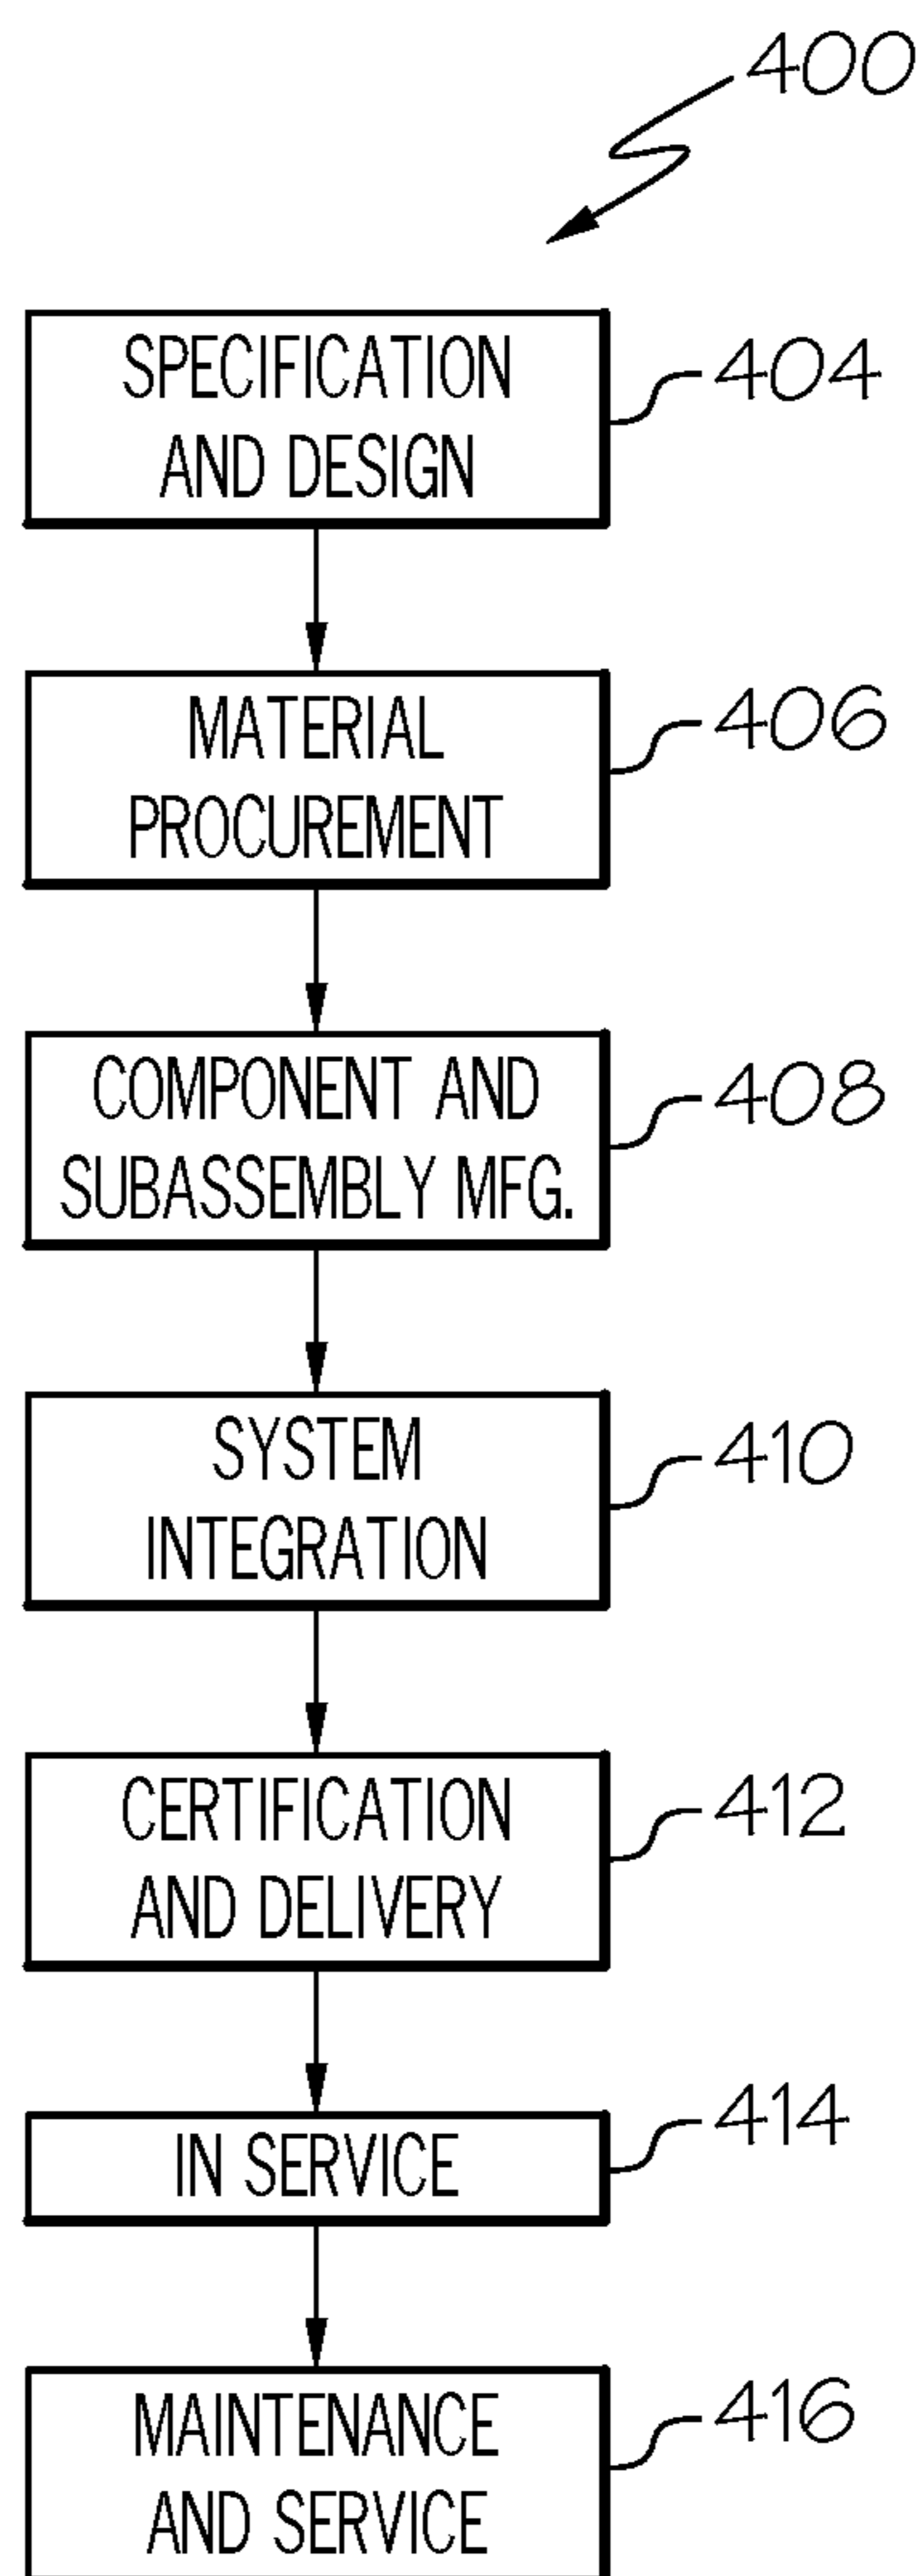 400
SPECIFICATION
AND DESIGN
404
MATERIAL
PROCUREMENT
406
COMPONENT AND
SUBASSEMBLY MFG.
408
SYSTEM
INTEGRATION
410
CERTIFICATION
AND DELIVERY
412
IN SERVICE
414
MAINTENANCE
AND SERVICE
416